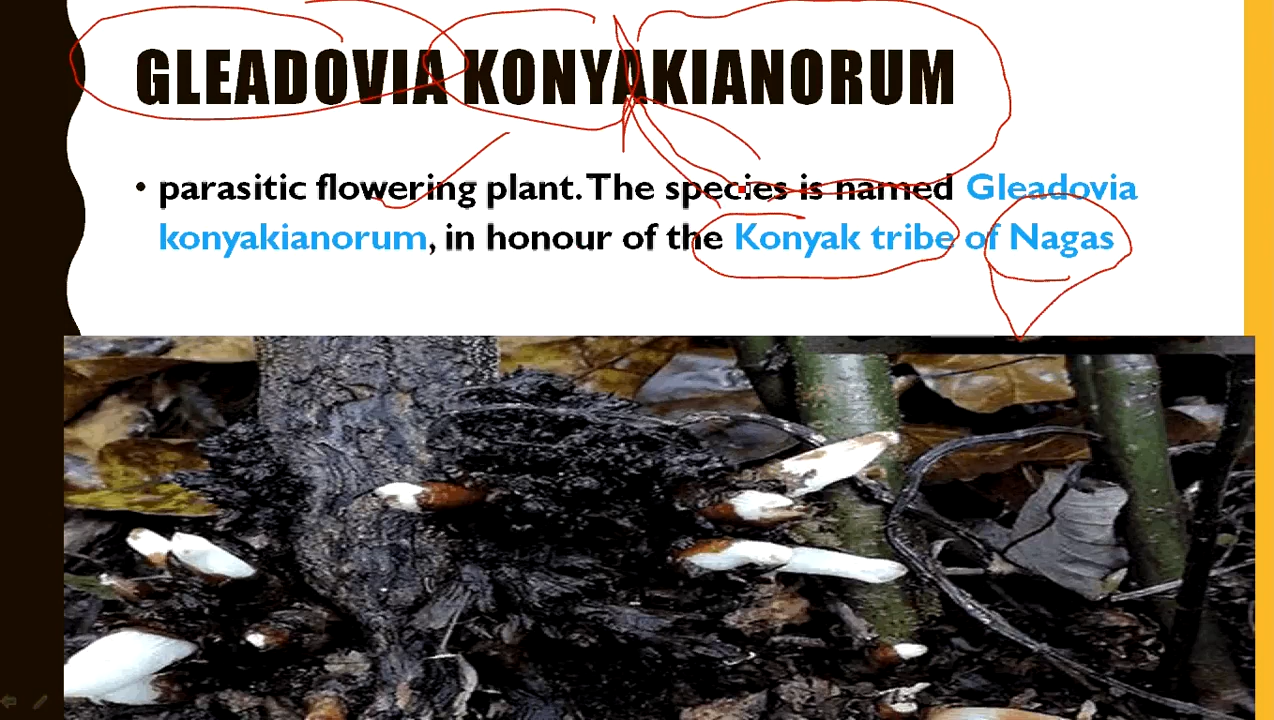 GLEADOVIA KONYAKIANORUM
• parasitic flowering plant. The species is named Gleadovia
konyakianorum, in honour of the Konyak tribe of Nagas